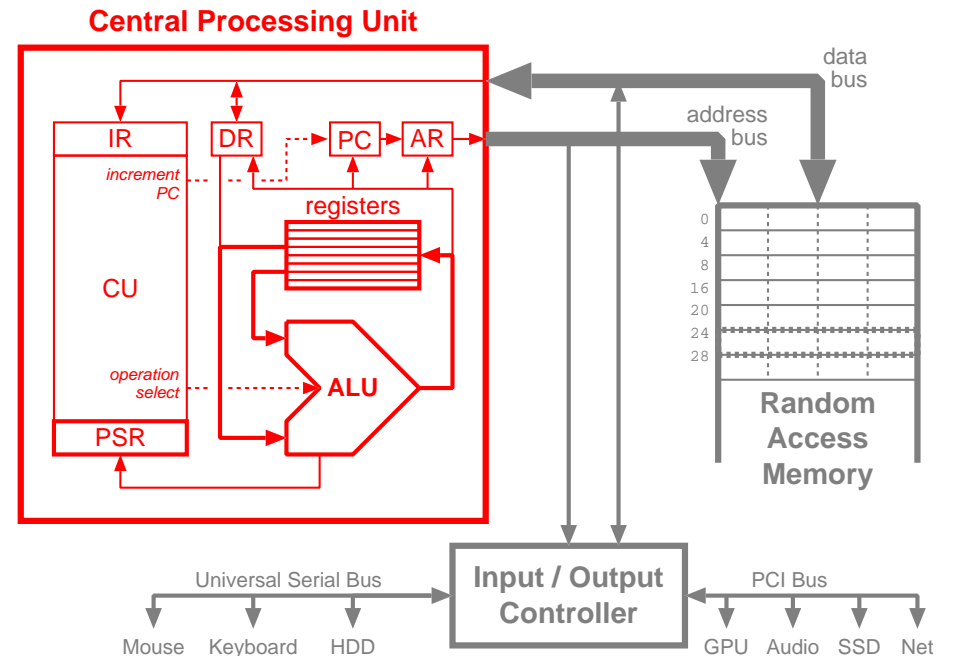 Central Processing Unit
data
bus
address
bus
IR
DR
PC
AR
increment
PC
registers
CU
operation
select
ALU
PSR
0
4
8
16
20
24
28
Random
Access
Memory
Universal Serial Bus
Input / Output
Controller
PCI Bus
Mouse
Keyboard
HDD
GPU
Audio
SSD
Net